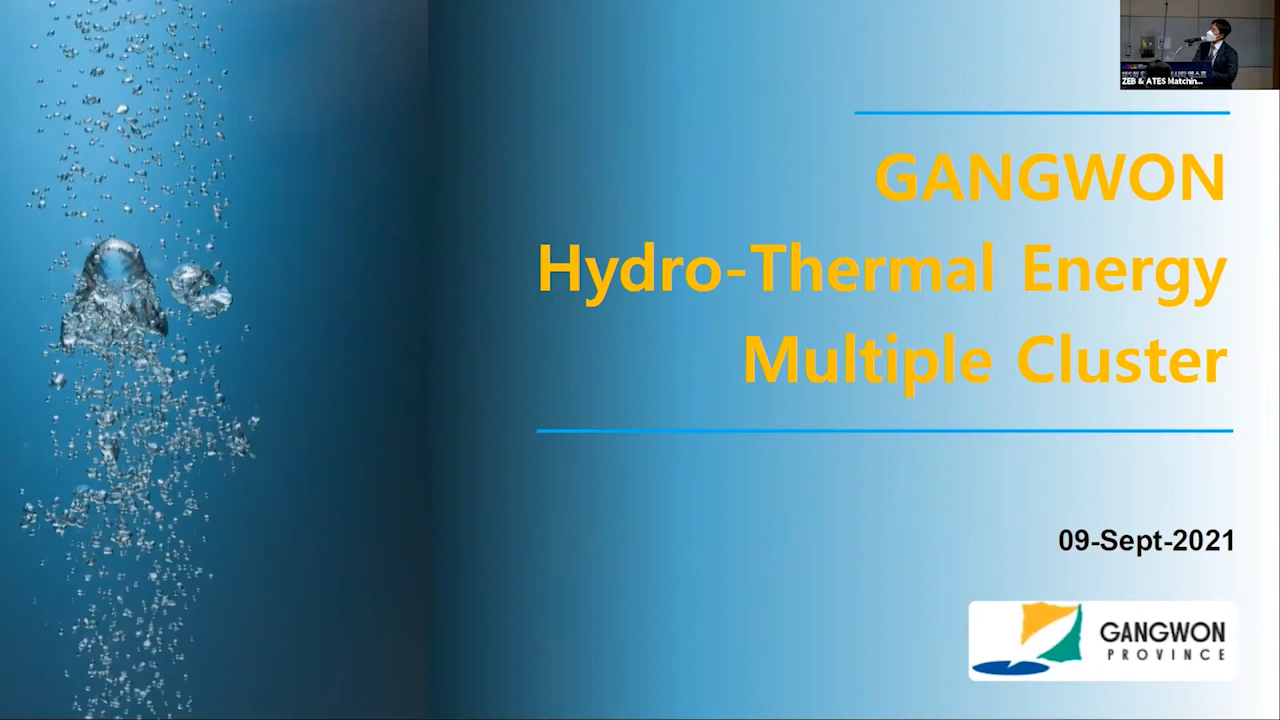 ZEB & ATES Matchin...
GANGWON
Hydro-Thermal Energy
Multiple Cluster
09-Sept-2021
GANGWON
PROVINCE